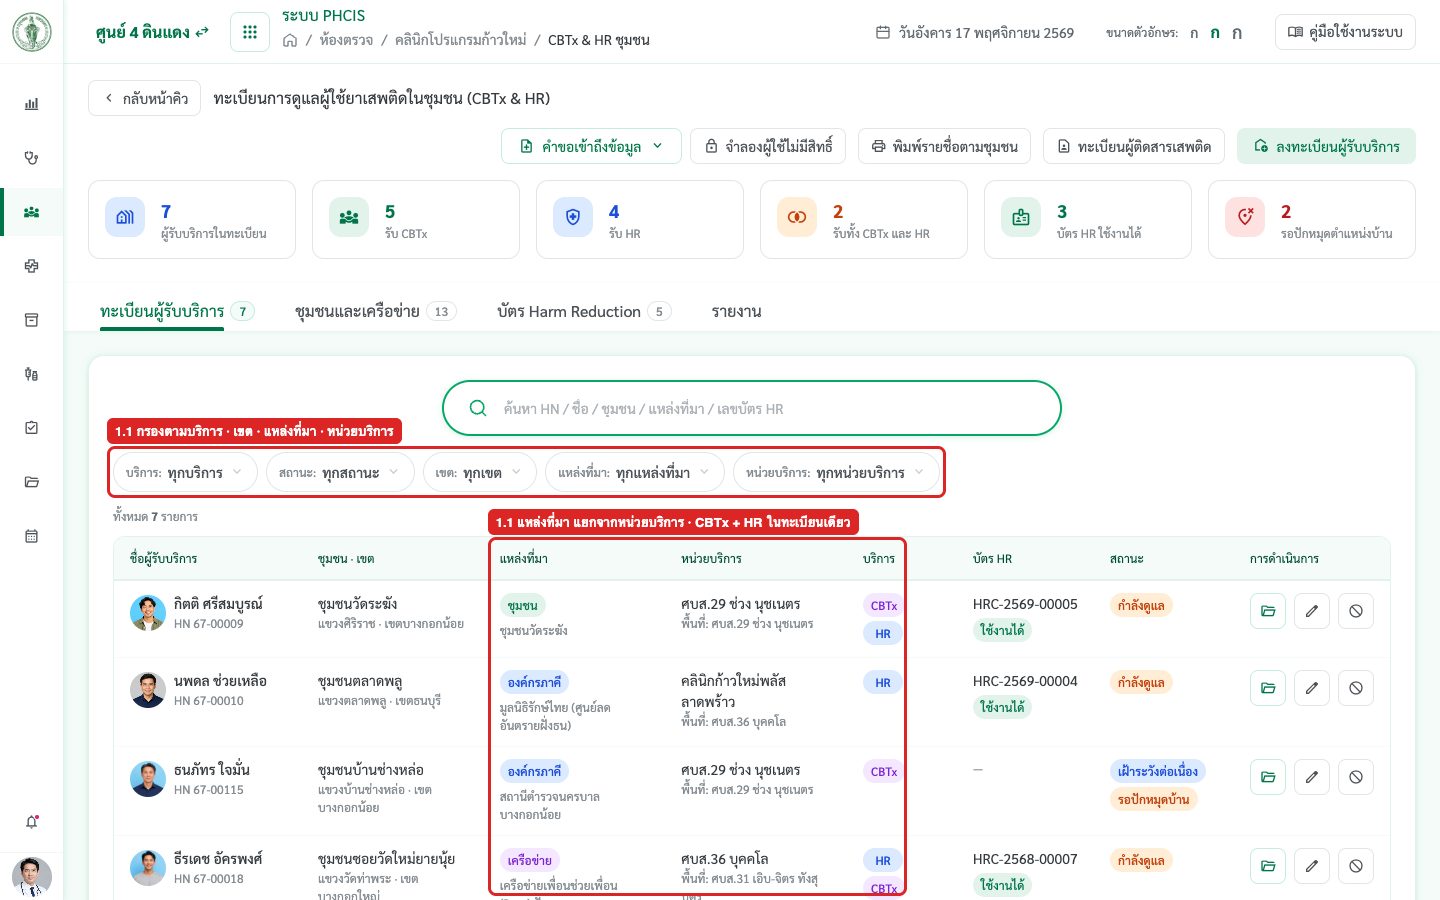 ศูนย์ 4 ดินแดง
ระบบ PHCIS
/ ห้องตรวจ / คลินิกโปรแกรมก้าวใหม่ / CBTx & HR ชุมชน
วันอังคาร 17 พฤศจิกายน 2569
ขนาดตัวอักษร: ก ก ก
คู่มือใช้งานระบบ
กลับหน้าคิว
ทะเบียนการดูแลผู้ใช้ยาเสพติดในชุมชน (CBTx & HR)
คำขอเข้าถึงข้อมูล
จำลองผู้ใช้ไม่มีสิทธิ์
พิมพ์รายชื่อตามชุมชน
ทะเบียนผู้ติดสารเสพติด
ลงทะเบียนผู้รับบริการ
7
ผู้รับบริการในทะเบียน
5
รับ CBTx
4
รับ HR
2
รับทั้ง CBTx และ HR
3
บัตร HR ใช้งานได้
2
รอปักหมุดตำแหน่งบ้าน
ทะเบียนผู้รับบริการ 7
ชุมชนและเครือข่าย 13
บัตร Harm Reduction 5
รายงาน
ค้นหา HN / ชื่อ / ชุมชน / แหล่งที่มา / เลขบัตร HR
1.1 กรองตามบริการ · เขต · แหล่งที่มา · หน่วยบริการ
บริการ: ทุกบริการ
สถานะ: ทุกสถานะ
เขต: ทุกเขต
แหล่งที่มา: ทุกแหล่งที่มา
หน่วยบริการ: ทุกหน่วยบริการ
ทั้งหมด 7 รายการ
1.1 แหล่งที่มา แยกจากหน่วยบริการ · CBTx + HR ในทะเบียนเดียว
ชื่อผู้รับบริการ
ชุมชน · เขต
แหล่งที่มา
หน่วยบริการ
บริการ
บัตร HR
สถานะ
การดำเนินการ
กิตติ ศรีสมบูรณ์
HN 67-00009
ชุมชนวัดระฆัง
แขวงศิริราช · เขตบางกอกน้อย
ชุมชน
ชุมชนวัดระฆัง
ศบส.29 ช่วง นุชเนตร
พื้นที่: ศบส.29 ช่วง นุชเนตร
CBTx
HR
HRC-2569-00005
ใช้งานได้
กำลังดูแล
นพดล ช่วยเหลือ
HN 67-00010
ชุมชนตลาดพลู
แขวงตลาดพลู · เขตธนบุรี
องค์กรภาคี
มูลนิธิรักษ์ไทย (ศูนย์ลด
อันตรายฝั่งธน)
คลินิกก้าวใหม่พลัส
ลาดพร้าว
พื้นที่: ศบส.36 บุคคโล
HR
HRC-2569-00004
ใช้งานได้
กำลังดูแล
ธนภัทร ใจมั่น
HN 67-00115
ชุมชนบ้านช่างหล่อ
แขวงบ้านช่างหล่อ · เขต
บางกอกน้อย
องค์กรภาคี
สถานีตำรวจนครบาล
บางกอกน้อย
ศบส.29 ช่วง นุชเนตร
พื้นที่: ศบส.29 ช่วง นุชเนตร
CBTx
—
เฝ้าระวังต่อเนื่อง
รอปักหมุดบ้าน
ธีรเดช อัครพงศ์
HN 67-00018
ชุมชนซอยวัดใหม่ยายนุ้ย
แขวงวัดท่าพระ · เขต
บางกอกใหญ่
เครือข่าย
เครือข่ายเพื่อนช่วยเพื่อน
ศบส.36 บุคคโล
พื้นที่: ศบส.31 เอิบ-จิตร ทังสุ
HR
CBTx
HRC-2568-00007
ใช้งานได้
กำลังดูแล